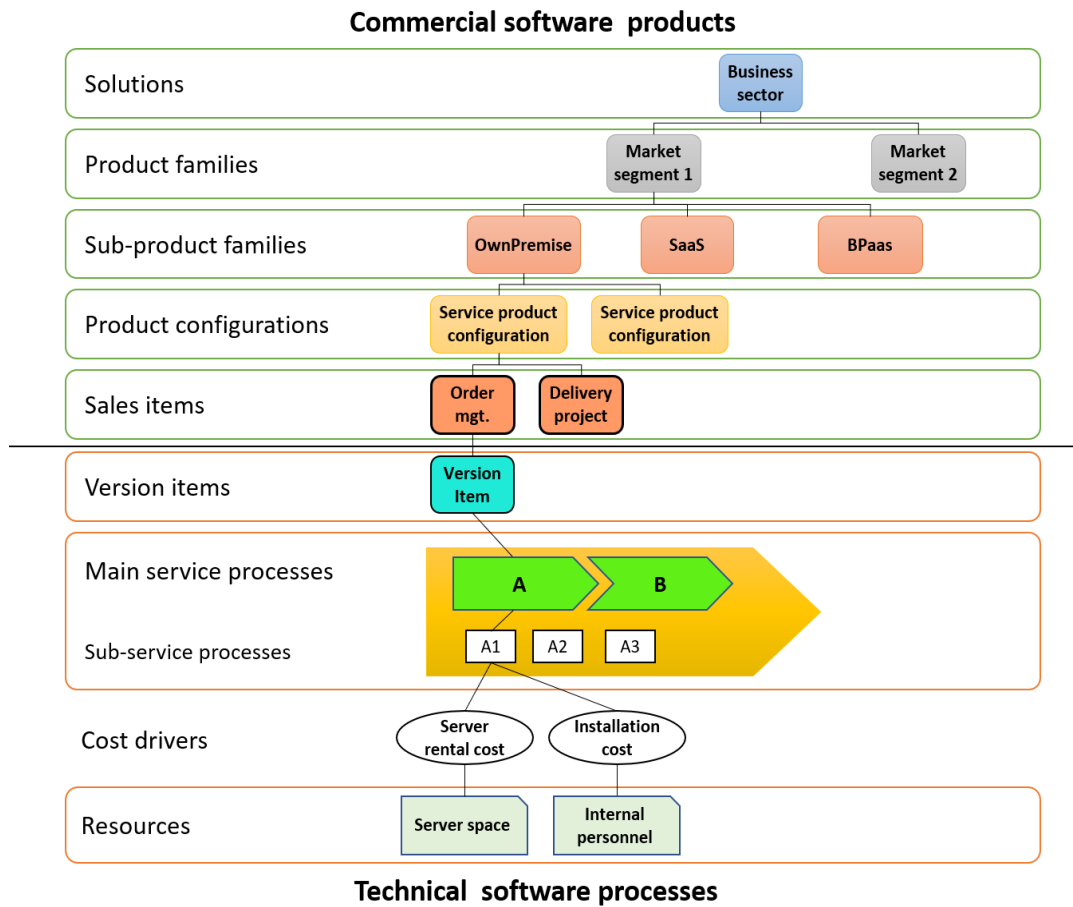 Commercial software  products
Solutions
Business
sector
Product families
Market
segment 1
Market
segment 2
Sub-product families
OwnPremise
SaaS
BPaas
Product configurations
Service product
configuration
Service product
configuration
Sales items
Order
mgt.
Delivery
project
Version items
Version
Item
Main service processes
A
B
Sub-service processes
A1
A2
A3
Cost drivers
Server
rental cost
Installation
cost
Resources
Server space
Internal
personnel
Technical  software processes